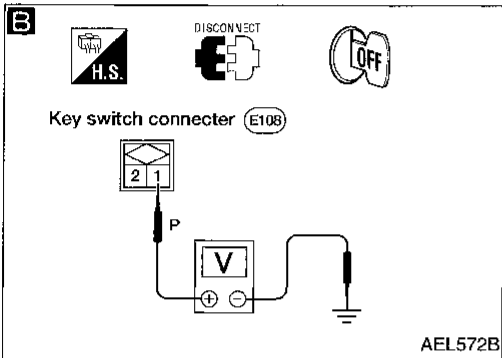 B
H.S.
DISCONNECT
OFF
Key switch connecter E108
2 1
P
V
+ -
AEL572B